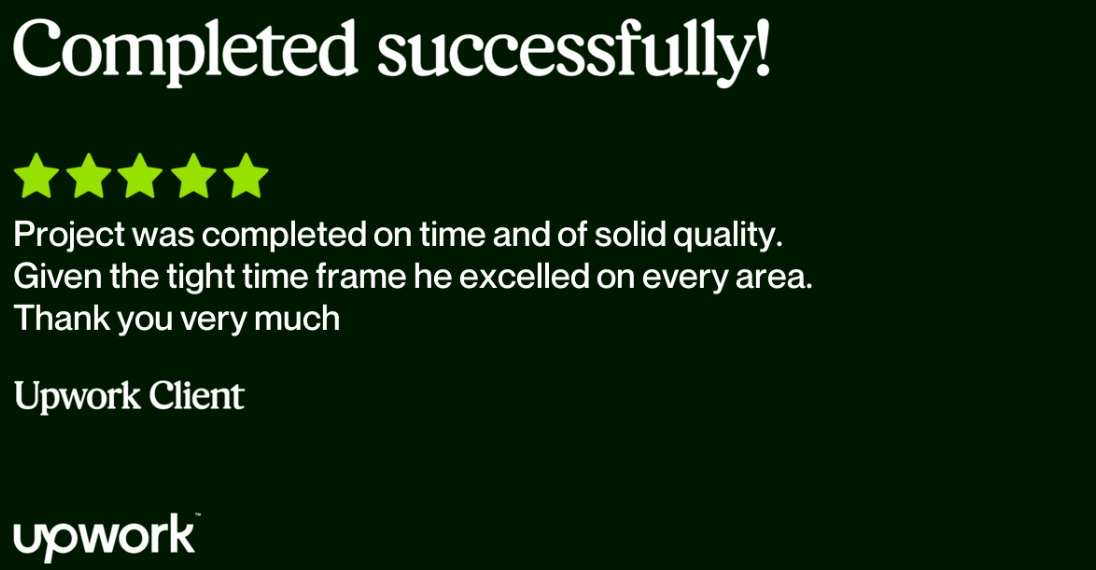 Completed successfully!
Project was completed on time and of solid quality.
Given the tight time frame he excelled on every area.
Thank you very much
Upwork Client
upwork™